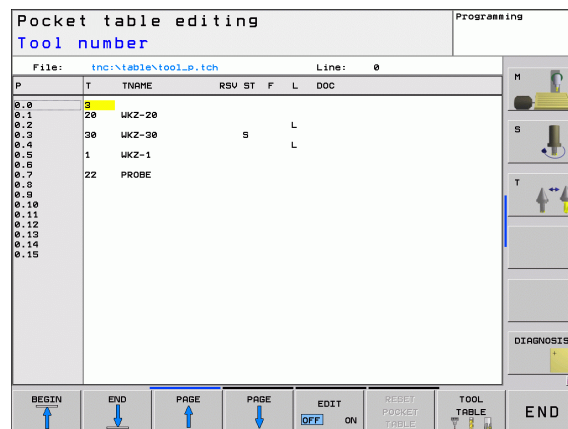 Pocket table editing
Programming
Tool number
File: tnc:\table\tool_p.tch Line: 0
P T TNAME RSV ST F L DOC
0.0 3
0.1 20 WKZ-20
0.2 L
0.3 30 WKZ-30 S
0.4 L
0.5 1 WKZ-1
0.6
0.7 22 PROBE
0.8
0.9
0.10
0.11
0.12
0.13
0.14
0.15
M
S
T
DIAGNOSIS
BEGIN
END
PAGE
PAGE
EDIT
OFF ON
RESET
POCKET
TABLE
TOOL
TABLE
END